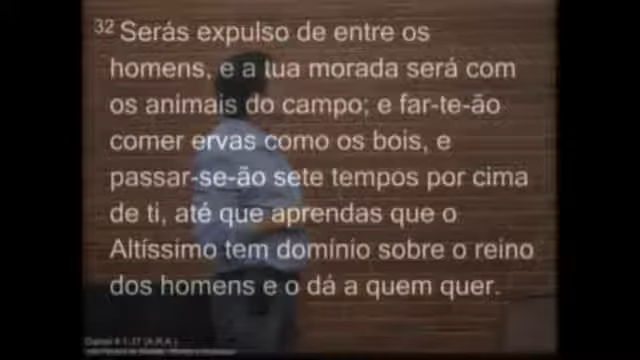 32 Serás expulso de entre os
homens, e a tua morada será com
os animais do campo; e far-te-ão
comer ervas como os bois, e
passar-se-ão sete tempos por cima
de ti, até que aprendas que o
Altíssimo tem domínio sobre o reino
dos homens e o dá a quem quer.